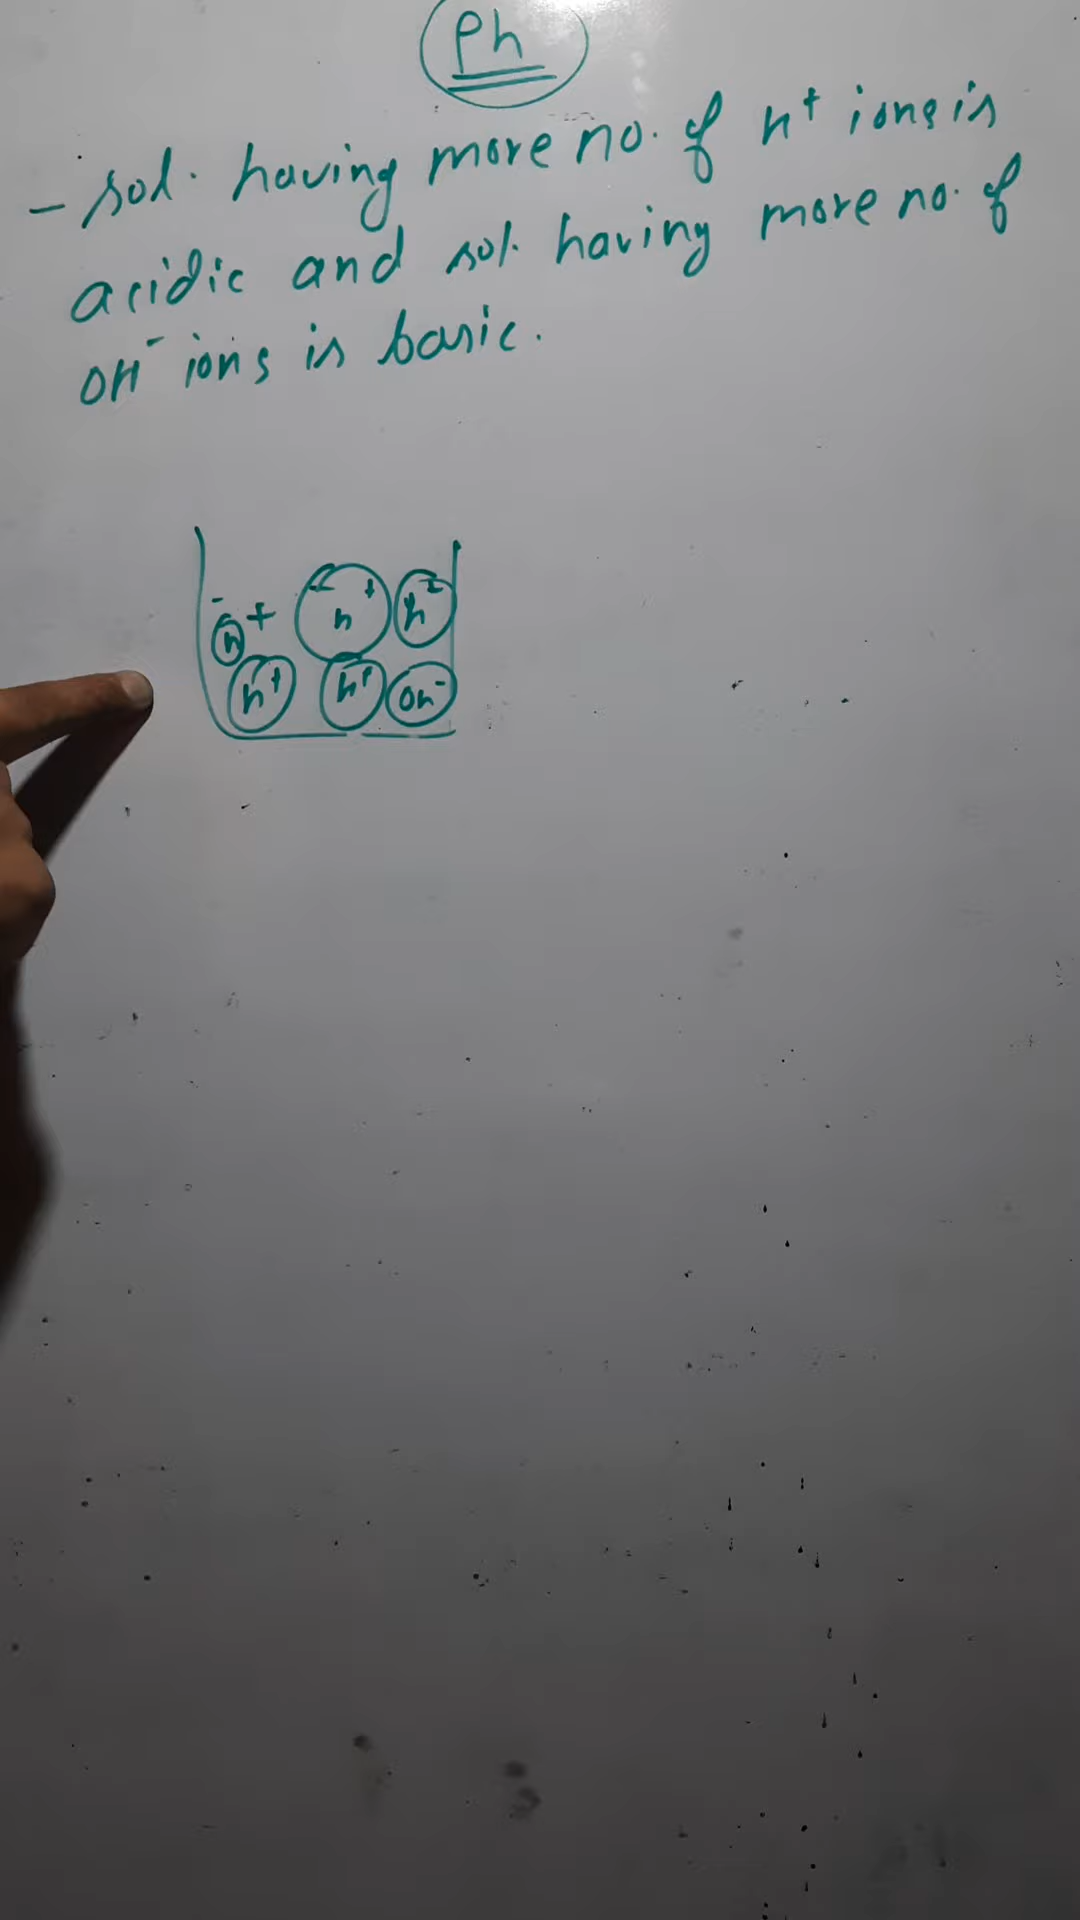 Ph
- sol. having more no. of h+ ions is
acidic and sol. having more no. of
OH- ions is basic.
h+ h+ h+
h+ h+ Oh-